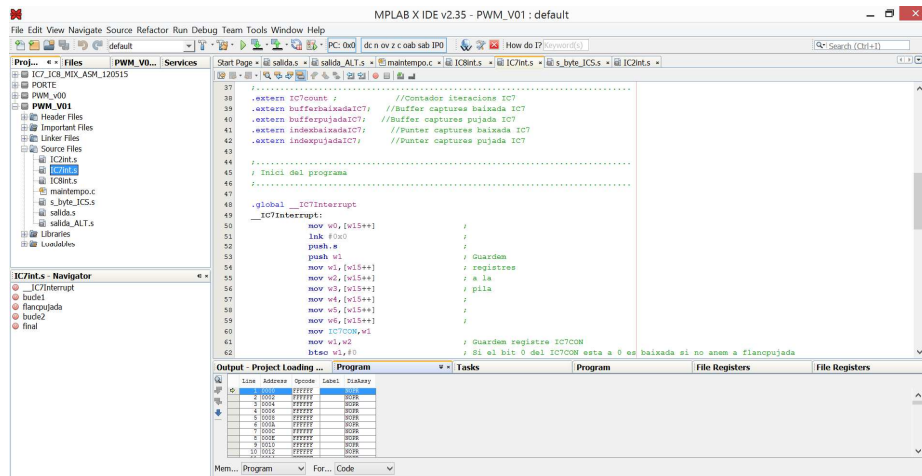 MPLAB X IDE v2.35 - PWM_V01 : default
File Edit View Navigate Source Refactor Run Debug Team Tools Window Help
default
PC: 0x0
dc n ov z c oab sab IP0
How do I?
Keyword(s)
Search (Ctrl+I)
Proj...
Files
PWM_V0...
Services
Start Page
salida.s
salida_ALT.s
maintempo.c
IC8int.s
IC7int.s
s_byte_ICS.s
IC2int.s
IC7_IC8_MIX_ASM_120515
PORTE
PWM_v00
PWM_V01
Header Files
Important Files
Linker Files
Source Files
IC2int.s
IC7int.s
IC8int.s
maintempo.c
s_byte_ICS.s
salida.s
salida_ALT.s
Libraries
Loadables
IC7int.s - Navigator
__IC7Interrupt
bucle1
flancpujada
bucle2
final
37 ;..........................................................................
38 .extern IC7count ; //Contador iteracions IC7
39 .extern bufferbaixadaIC7; //Buffer captures baixada IC7
40 .extern bufferpujadaIC7; //Buffer captures pujada IC7
41 .extern indexbaixadaIC7; //Punter captures baixada IC7
42 .extern indexpujadaIC7; //Punter captures pujada IC7
43
44 ;..........................................................................
45 ; Inici del programa
46 ;..........................................................................
47
48 .global __IC7Interrupt
49 __IC7Interrupt:
50 mov w0,[w15++] ;
51 lnk #0x0 ;
52 push.s ;
53 push w1 ; Guardem
54 mov w1,[w15++] ; registres
55 mov w2,[w15++] ; a la
56 mov w3,[w15++] ; pila
57 mov w4,[w15++] ;
58 mov w5,[w15++] ;
59 mov w6,[w15++] ;
60 mov IC7CON,w1
61 mov w1,w2 ; Guardem registre IC7CON
62 btsc w1,#0 ; Si el bit 0 del IC7CON esta a 0 es baixada si no anem a flancpujada
Output - Project Loading ...
Program
Tasks
Program
File Registers
File Registers
Line Address Opcode Label DisAssy
1 0000 FFFFFF NOPR
2 0002 FFFFFF NOPR
3 0004 FFFFFF NOPR
4 0006 FFFFFF NOPR
5 0008 FFFFFF NOPR
6 000A FFFFFF NOPR
7 000C FFFFFF NOPR
8 000E FFFFFF NOPR
9 0010 FFFFFF NOPR
10 0012 FFFFFF NOPR
Mem... Program For... Code